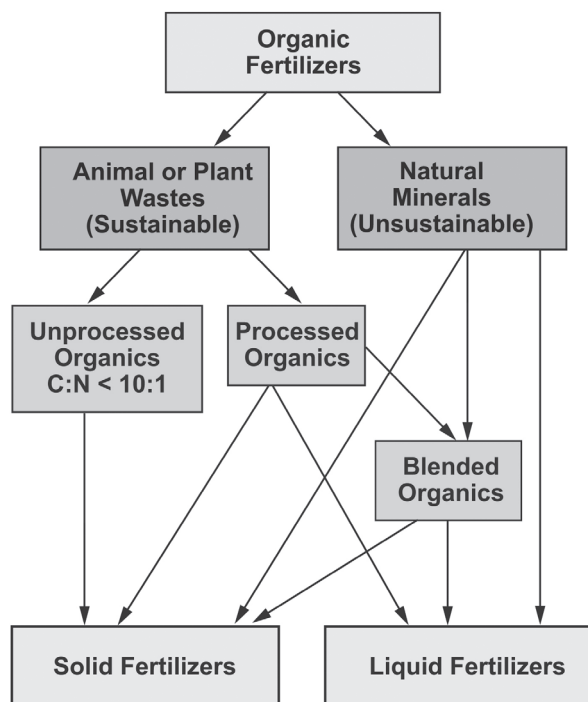 Organic
Fertilizers
Animal or Plant
Wastes
(Sustainable)
Natural
Minerals
(Unsustainable)
Unprocessed
Organics
C:N < 10:1
Processed
Organics
Blended
Organics
Solid Fertilizers
Liquid Fertilizers